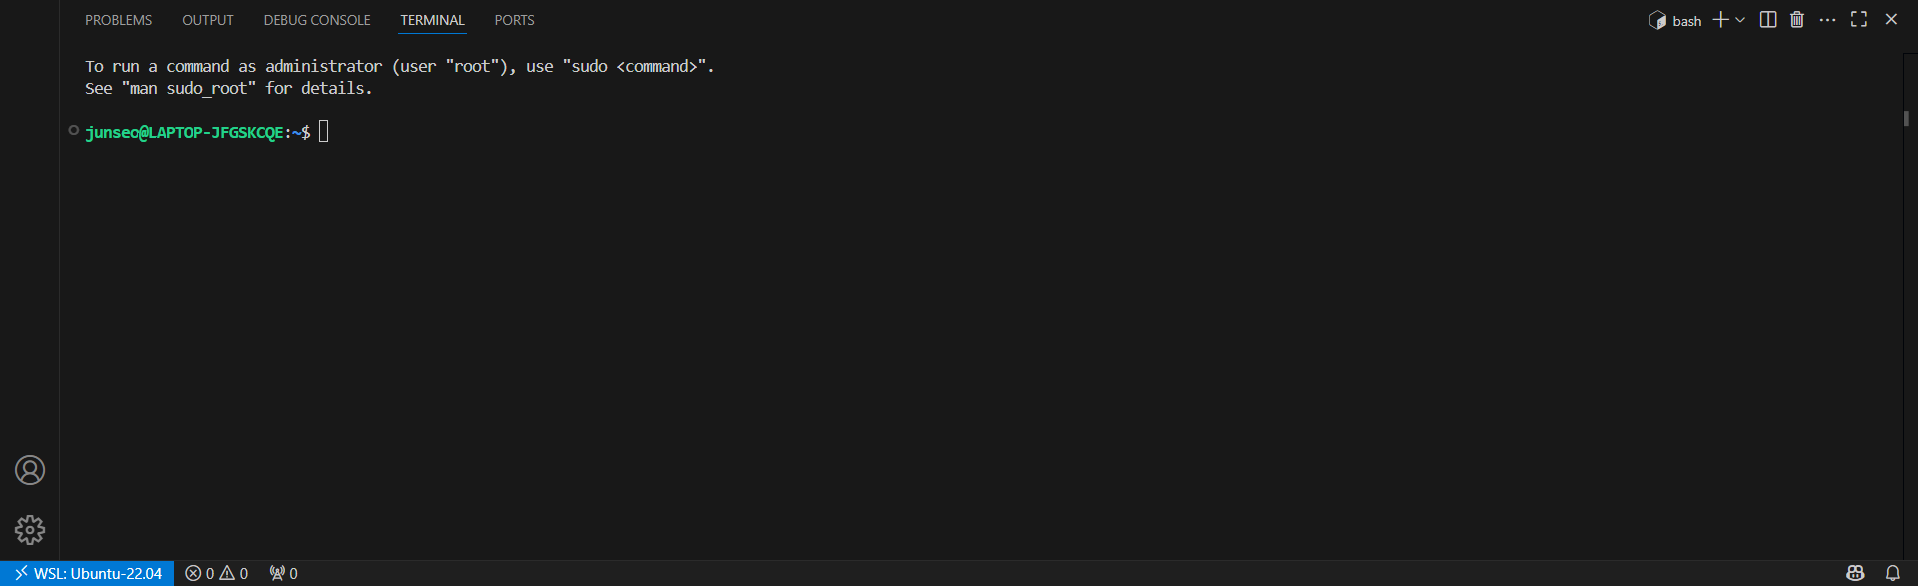 PROBLEMS OUTPUT DEBUG CONSOLE TERMINAL PORTS bash
To run a command as administrator (user "root"), use "sudo <command>".
See "man sudo_root" for details.
junseo@LAPTOP-JFGSKCQE:~$
WSL: Ubuntu-22.04 0 0 0